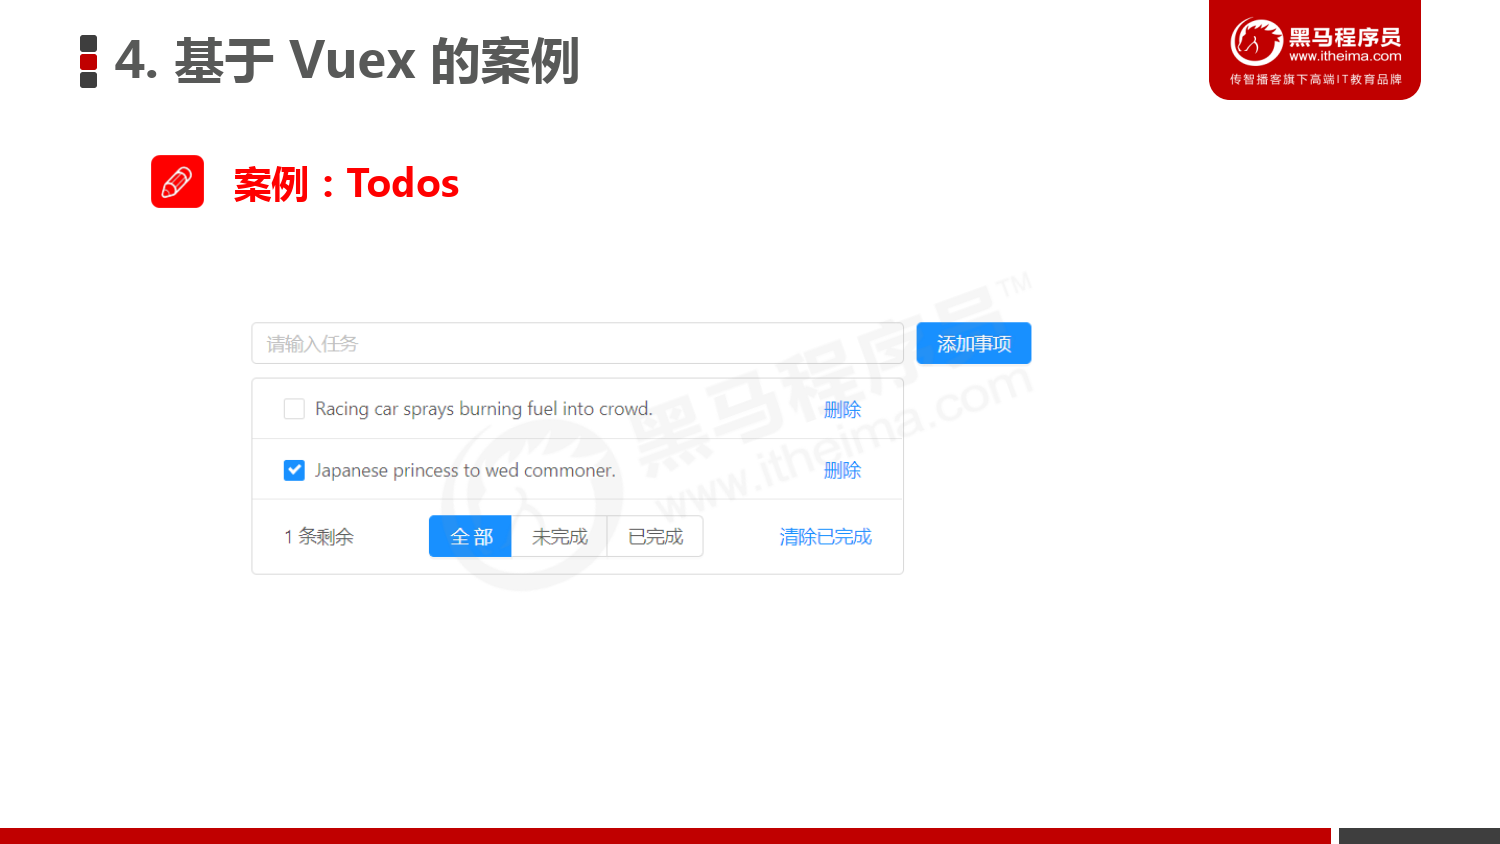 4. 基于 Vuex 的案例
黑马程序员
www.itheima.com
传智播客旗下高端IT教育品牌
案例：Todos
请输入任务
添加事项
Racing car sprays burning fuel into crowd.
删除
Japanese princess to wed commoner.
删除
1 条剩余
全 部
未完成
已完成
清除已完成
黑马程序员™
www.itheima.com